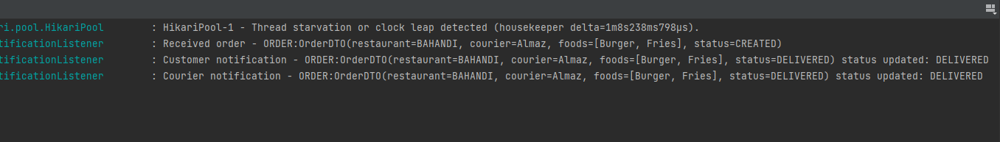 ri.pool.HikariPool : HikariPool-1 - Thread starvation or clock leap detected (housekeeper delta=1m8s238ms798µs).
tificationListener : Received order - ORDER:OrderDTO(restaurant=BAHANDI, courier=Almaz, foods=[Burger, Fries], status=CREATED)
tificationListener : Customer notification - ORDER:OrderDTO(restaurant=BAHANDI, courier=Almaz, foods=[Burger, Fries], status=DELIVERED) status updated: DELIVERED
tificationListener : Courier notification - ORDER:OrderDTO(restaurant=BAHANDI, courier=Almaz, foods=[Burger, Fries], status=DELIVERED) status updated: DELIVERED